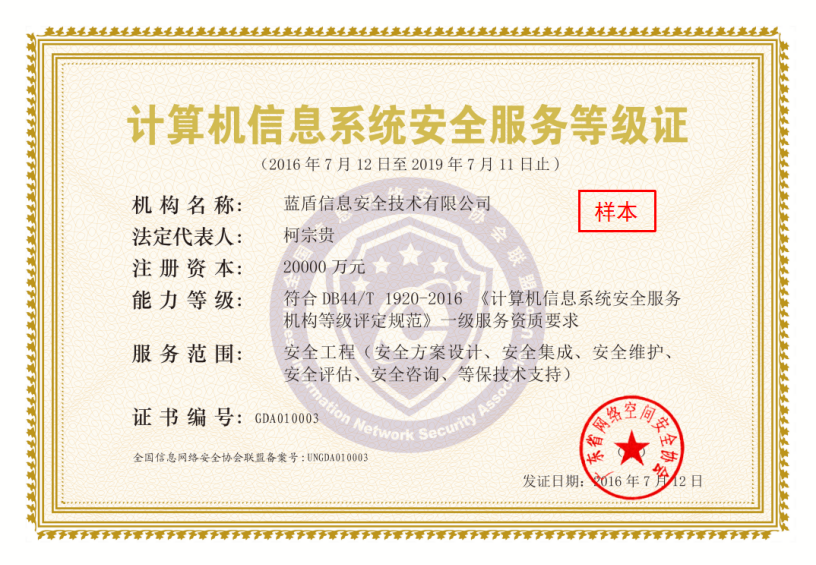 计算机信息系统安全服务等级证
（2016 年 7 月 12 日至 2019 年 7 月 11 日止）
机构名称： 蓝盾信息安全技术有限公司
样本
法定代表人： 柯宗贵
注册资本： 20000 万元
能力等级： 符合 DB44/T 1920-2016 《计算机信息系统安全服务
机构等级评定规范》一级服务资质要求
服务范围： 安全工程（安全方案设计、安全集成、安全维护、
安全评估、安全咨询、等保技术支持）
证书编号： GDA010003
全国信息网络安全协会联盟备案号：UNGDA010003
发证日期： 2016 年 7 月 12 日
广东省网络空间安全协会
Information Network Security